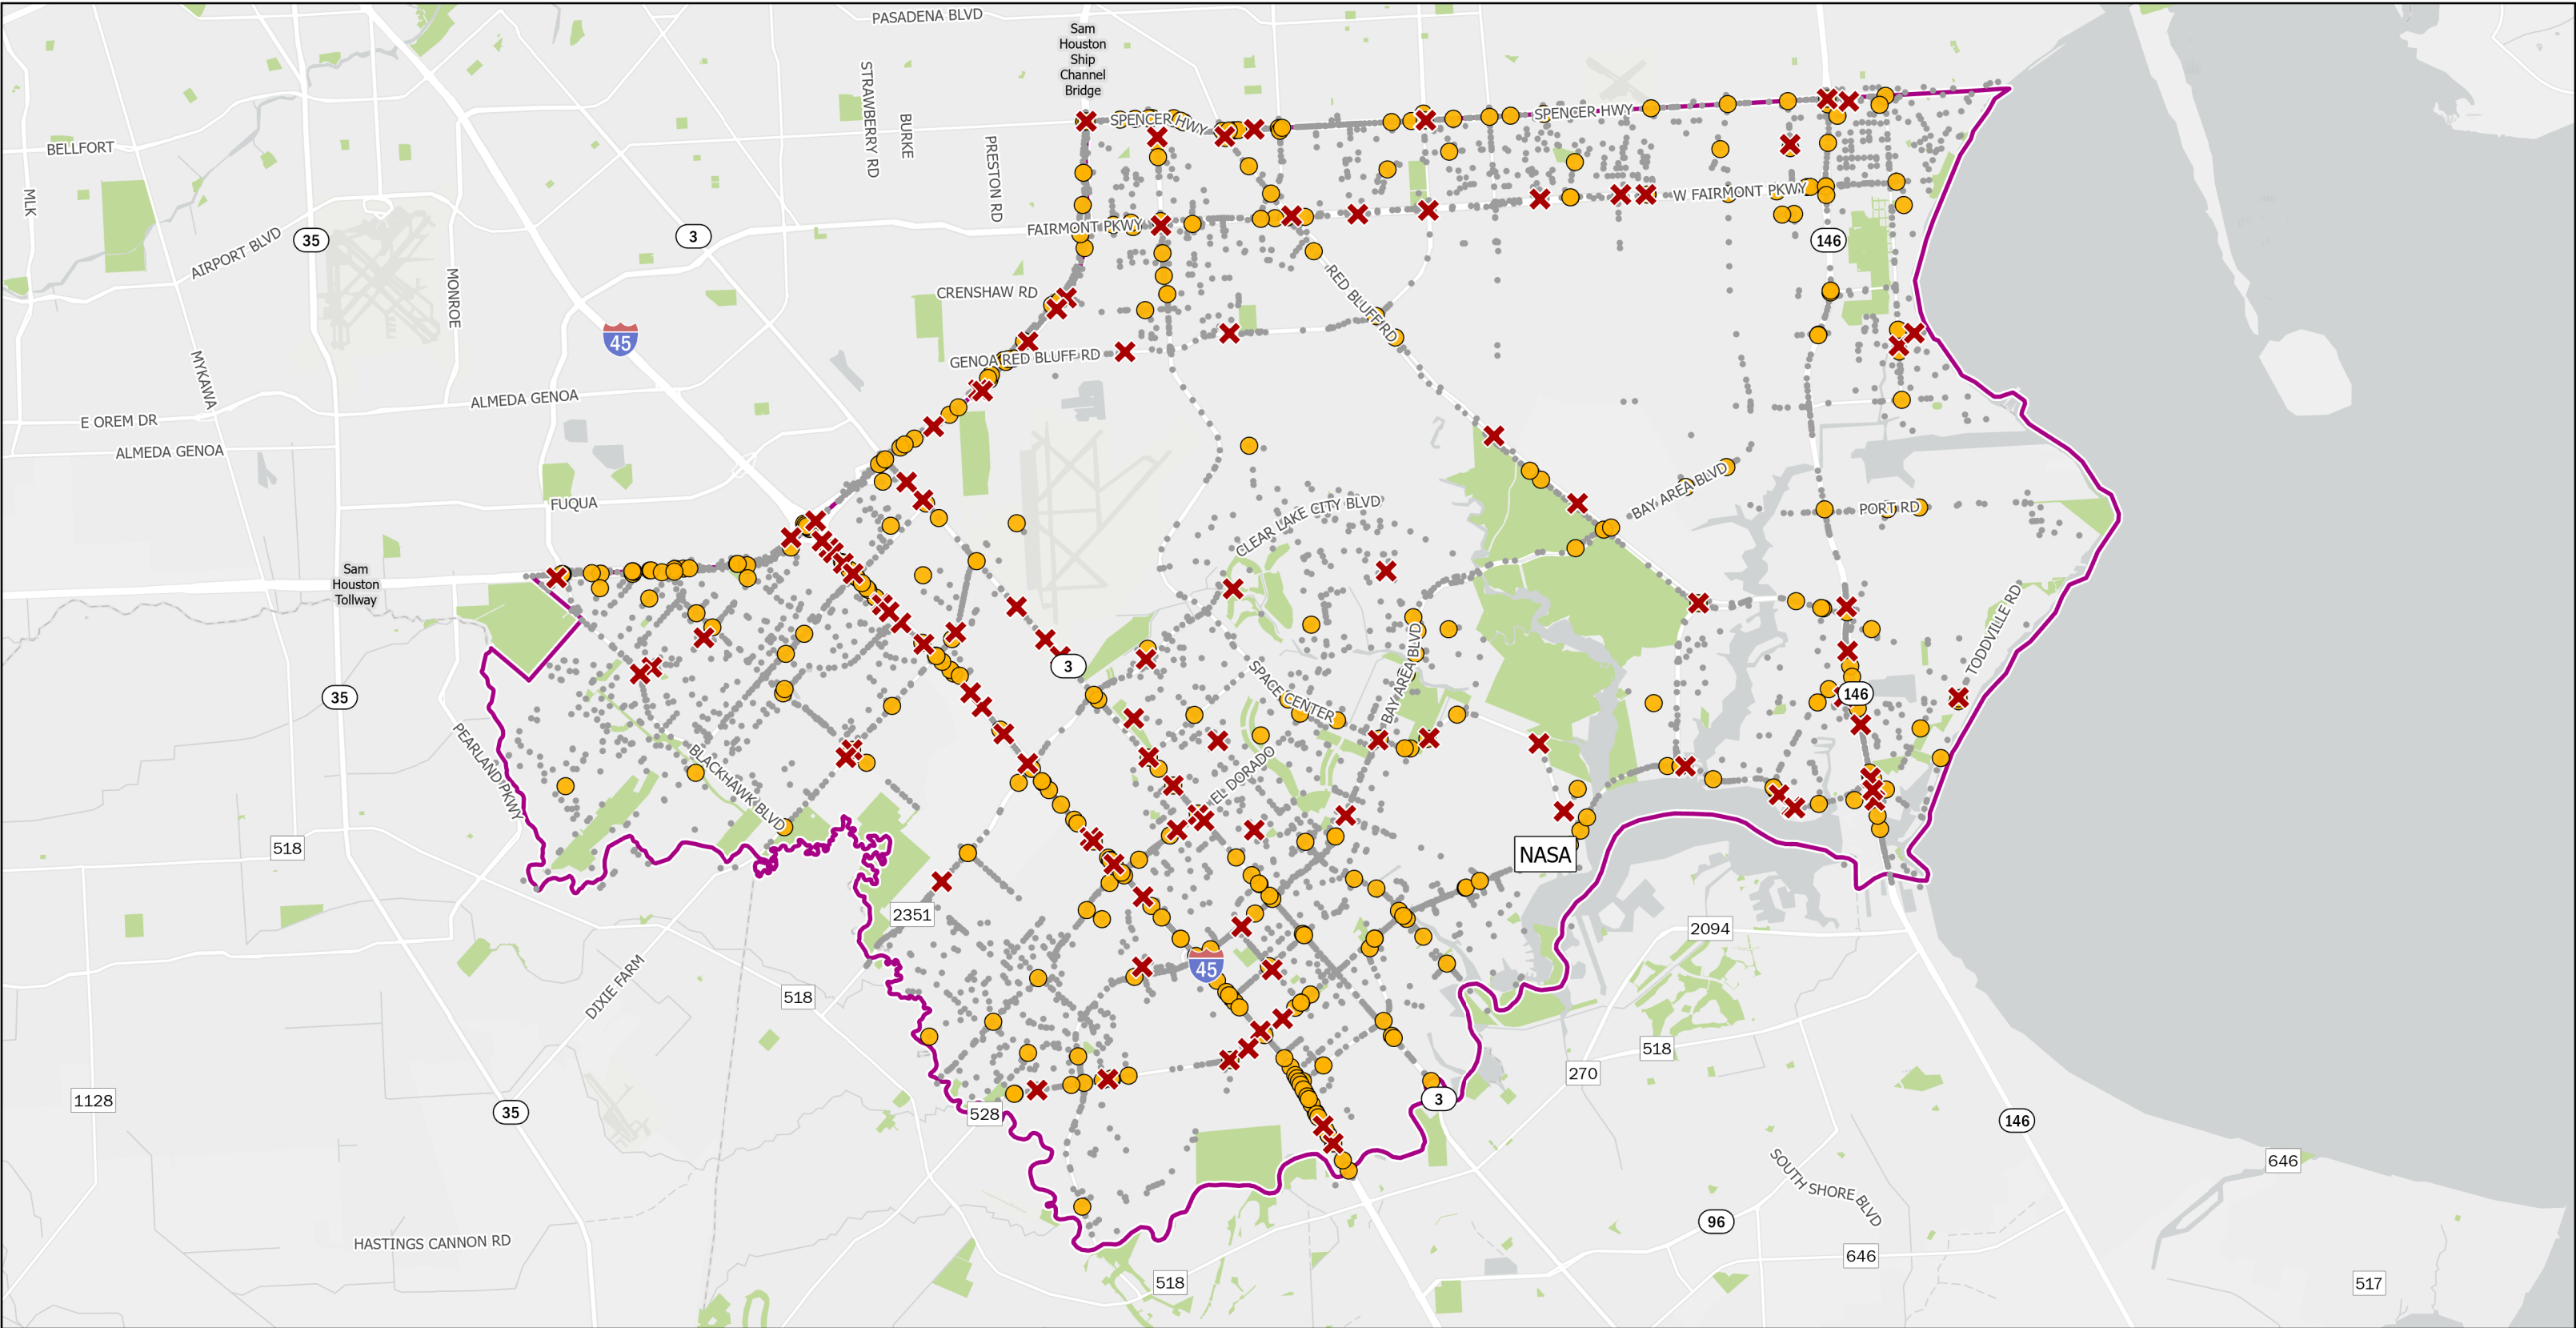 PASADENA BLVD
Sam
Houston
Ship
Channel
Bridge
STRAWBERRY RD
BURKE
PRESTON RD
SPENCER HWY
SPENCER HWY
BELLFORT
MLK
AIRPORT BLVD
35
3
MONROE
FAIRMONT PKWY
W FAIRMONT PKWY
146
CRENSHAW RD
RED BLUFF RD
45
GENOA RED BLUFF RD
MYKAWA
ALMEDA GENOA
E OREM DR
ALMEDA GENOA
FUQUA
CLEAR LAKE CITY BLVD
BAY AREA BLVD
PORT RD
Sam
Houston
Tollway
TODDVILLE RD
3
35
SPACE CENTER
BAY AREA BLVD
146
PEARLAND PKWY
BLACKHAWK BLVD
EL DORADO
518
NASA
2351
2094
45
DIXIE FARM
518
518
270
1128
35
528
3
146
SOUTH SHORE BLVD
646
96
HASTINGS CANNON RD
646
518
517